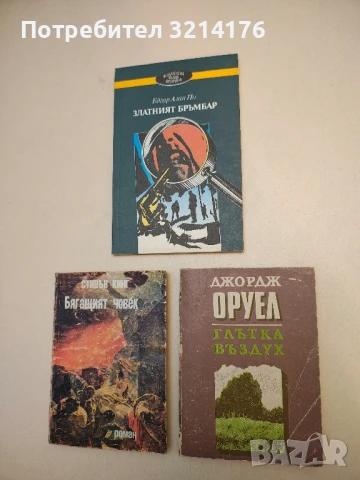 Потребител 3214176
Едгар Алан По
ЗЛАТНИЯТ БРЪМБАР
СТИВЪН КИНГ
Бягащият човек
роман
ДЖОРДЖ
ОРУЕЛ
ГЛЪТКА
ВЪЗДУХ
BAZAR